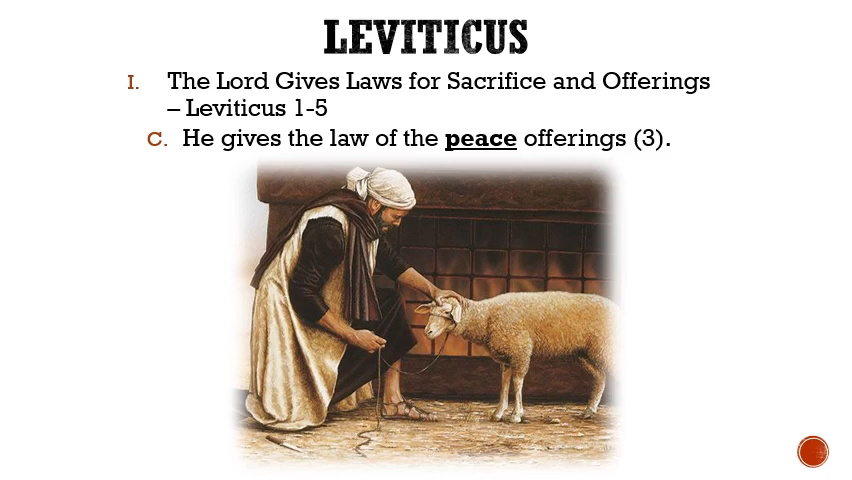 LEVITICUS
I. The Lord Gives Laws for Sacrifice and Offerings
– Leviticus 1-5
C. He gives the law of the peace offerings (3).